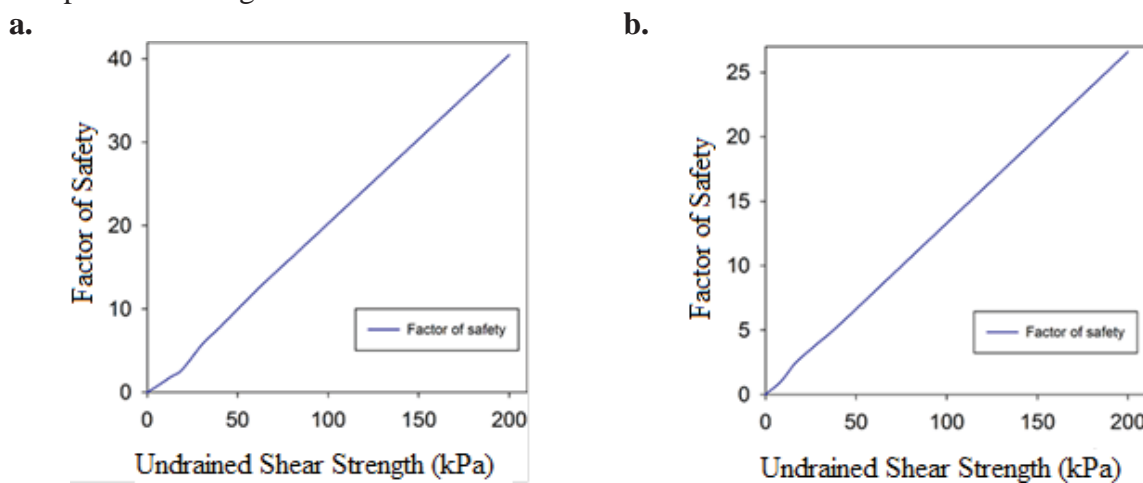 a.
b.
40
30
20
10
0
Factor of Safety
Factor of safety
0 50 100 150 200
Undrained Shear Strength (kPa)
25
20
15
10
5
0
Factor of Safety
Factor of safety
0 50 100 150 200
Undrained Shear Strength (kPa)